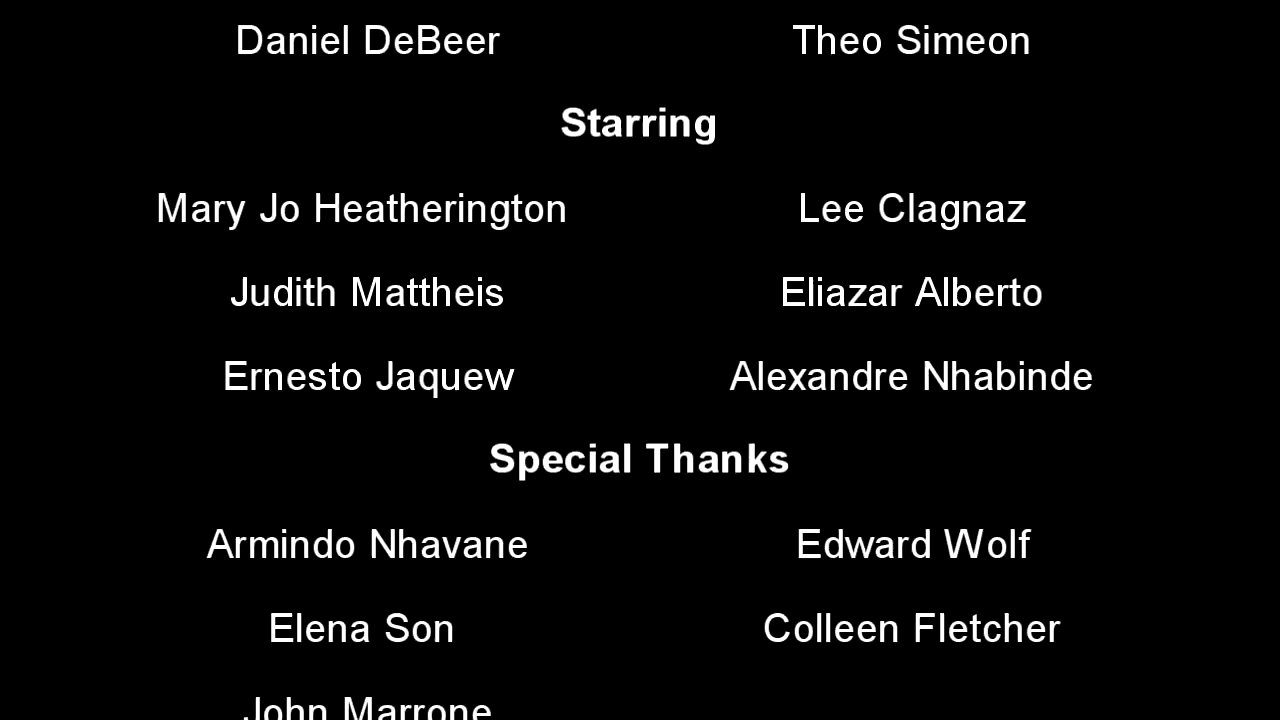 Daniel DeBeer Theo Simeon
Starring
Mary Jo Heatherington Lee Clagnaz
Judith Mattheis Eliazar Alberto
Ernesto Jaquew Alexandre Nhabinde
Special Thanks
Armindo Nhavane Edward Wolf
Elena Son Colleen Fletcher
John Marrone